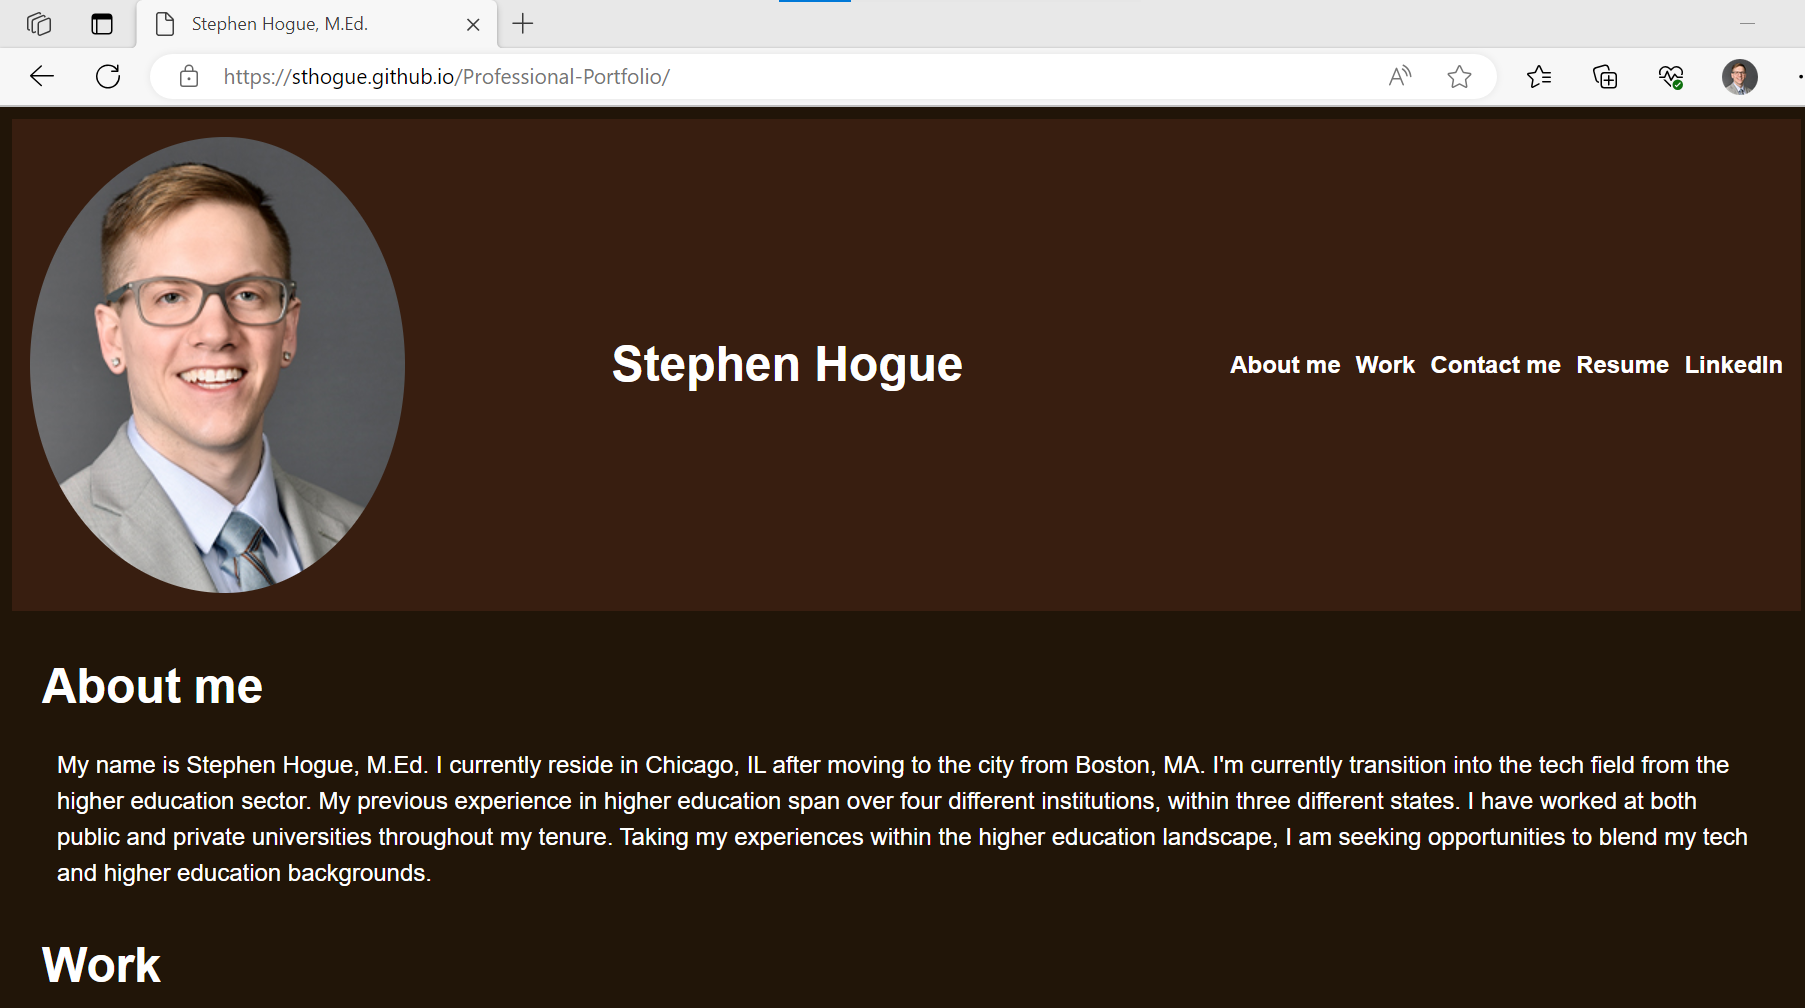 Stephen Hogue, M.Ed.
https://sthogue.github.io/Professional-Portfolio/
Stephen Hogue
About me Work Contact me Resume LinkedIn
About me
My name is Stephen Hogue, M.Ed. I currently reside in Chicago, IL after moving to the city from Boston, MA. I'm currently transition into the tech field from the
higher education sector. My previous experience in higher education span over four different institutions, within three different states. I have worked at both
public and private universities throughout my tenure. Taking my experiences within the higher education landscape, I am seeking opportunities to blend my tech
and higher education backgrounds.
Work